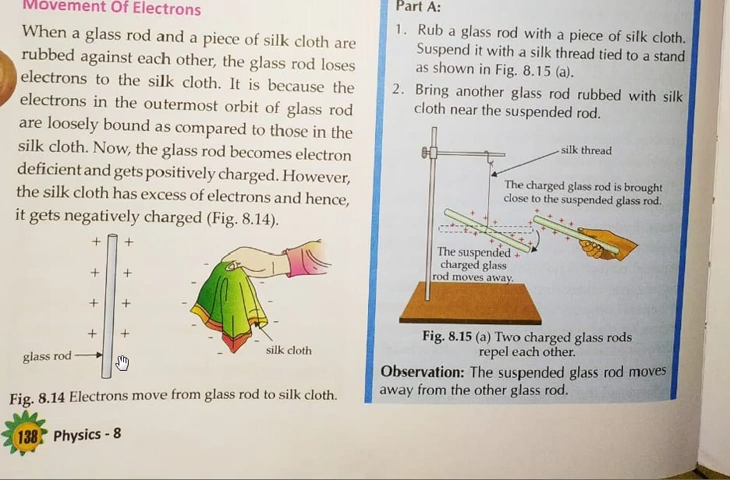 Movement Of Electrons
When a glass rod and a piece of silk cloth are
rubbed against each other, the glass rod loses
electrons to the silk cloth. It is because the
electrons in the outermost orbit of glass rod
are loosely bound as compared to those in the
silk cloth. Now, the glass rod becomes electron
deficient and gets positively charged. However,
the silk cloth has excess of electrons and hence,
it gets negatively charged (Fig. 8.14).
glass rod
silk cloth
Fig. 8.14 Electrons move from glass rod to silk cloth.
138 Physics - 8
Part A:
1. Rub a glass rod with a piece of silk cloth.
Suspend it with a silk thread tied to a stand
as shown in Fig. 8.15 (a).
2. Bring another glass rod rubbed with silk
cloth near the suspended rod.
silk thread
The charged glass rod is brought
close to the suspended glass rod.
The suspended
charged glass
rod moves away.
Fig. 8.15 (a) Two charged glass rods
repel each other.
Observation: The suspended glass rod moves
away from the other glass rod.